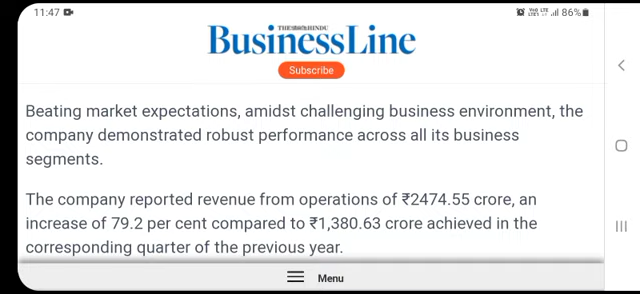 11:47
86%
THE HINDU
BusinessLine
Subscribe
Beating market expectations, amidst challenging business environment, the
company demonstrated robust performance across all its business
segments.
The company reported revenue from operations of ₹2474.55 crore, an
increase of 79.2 per cent compared to ₹1,380.63 crore achieved in the
corresponding quarter of the previous year.
Menu